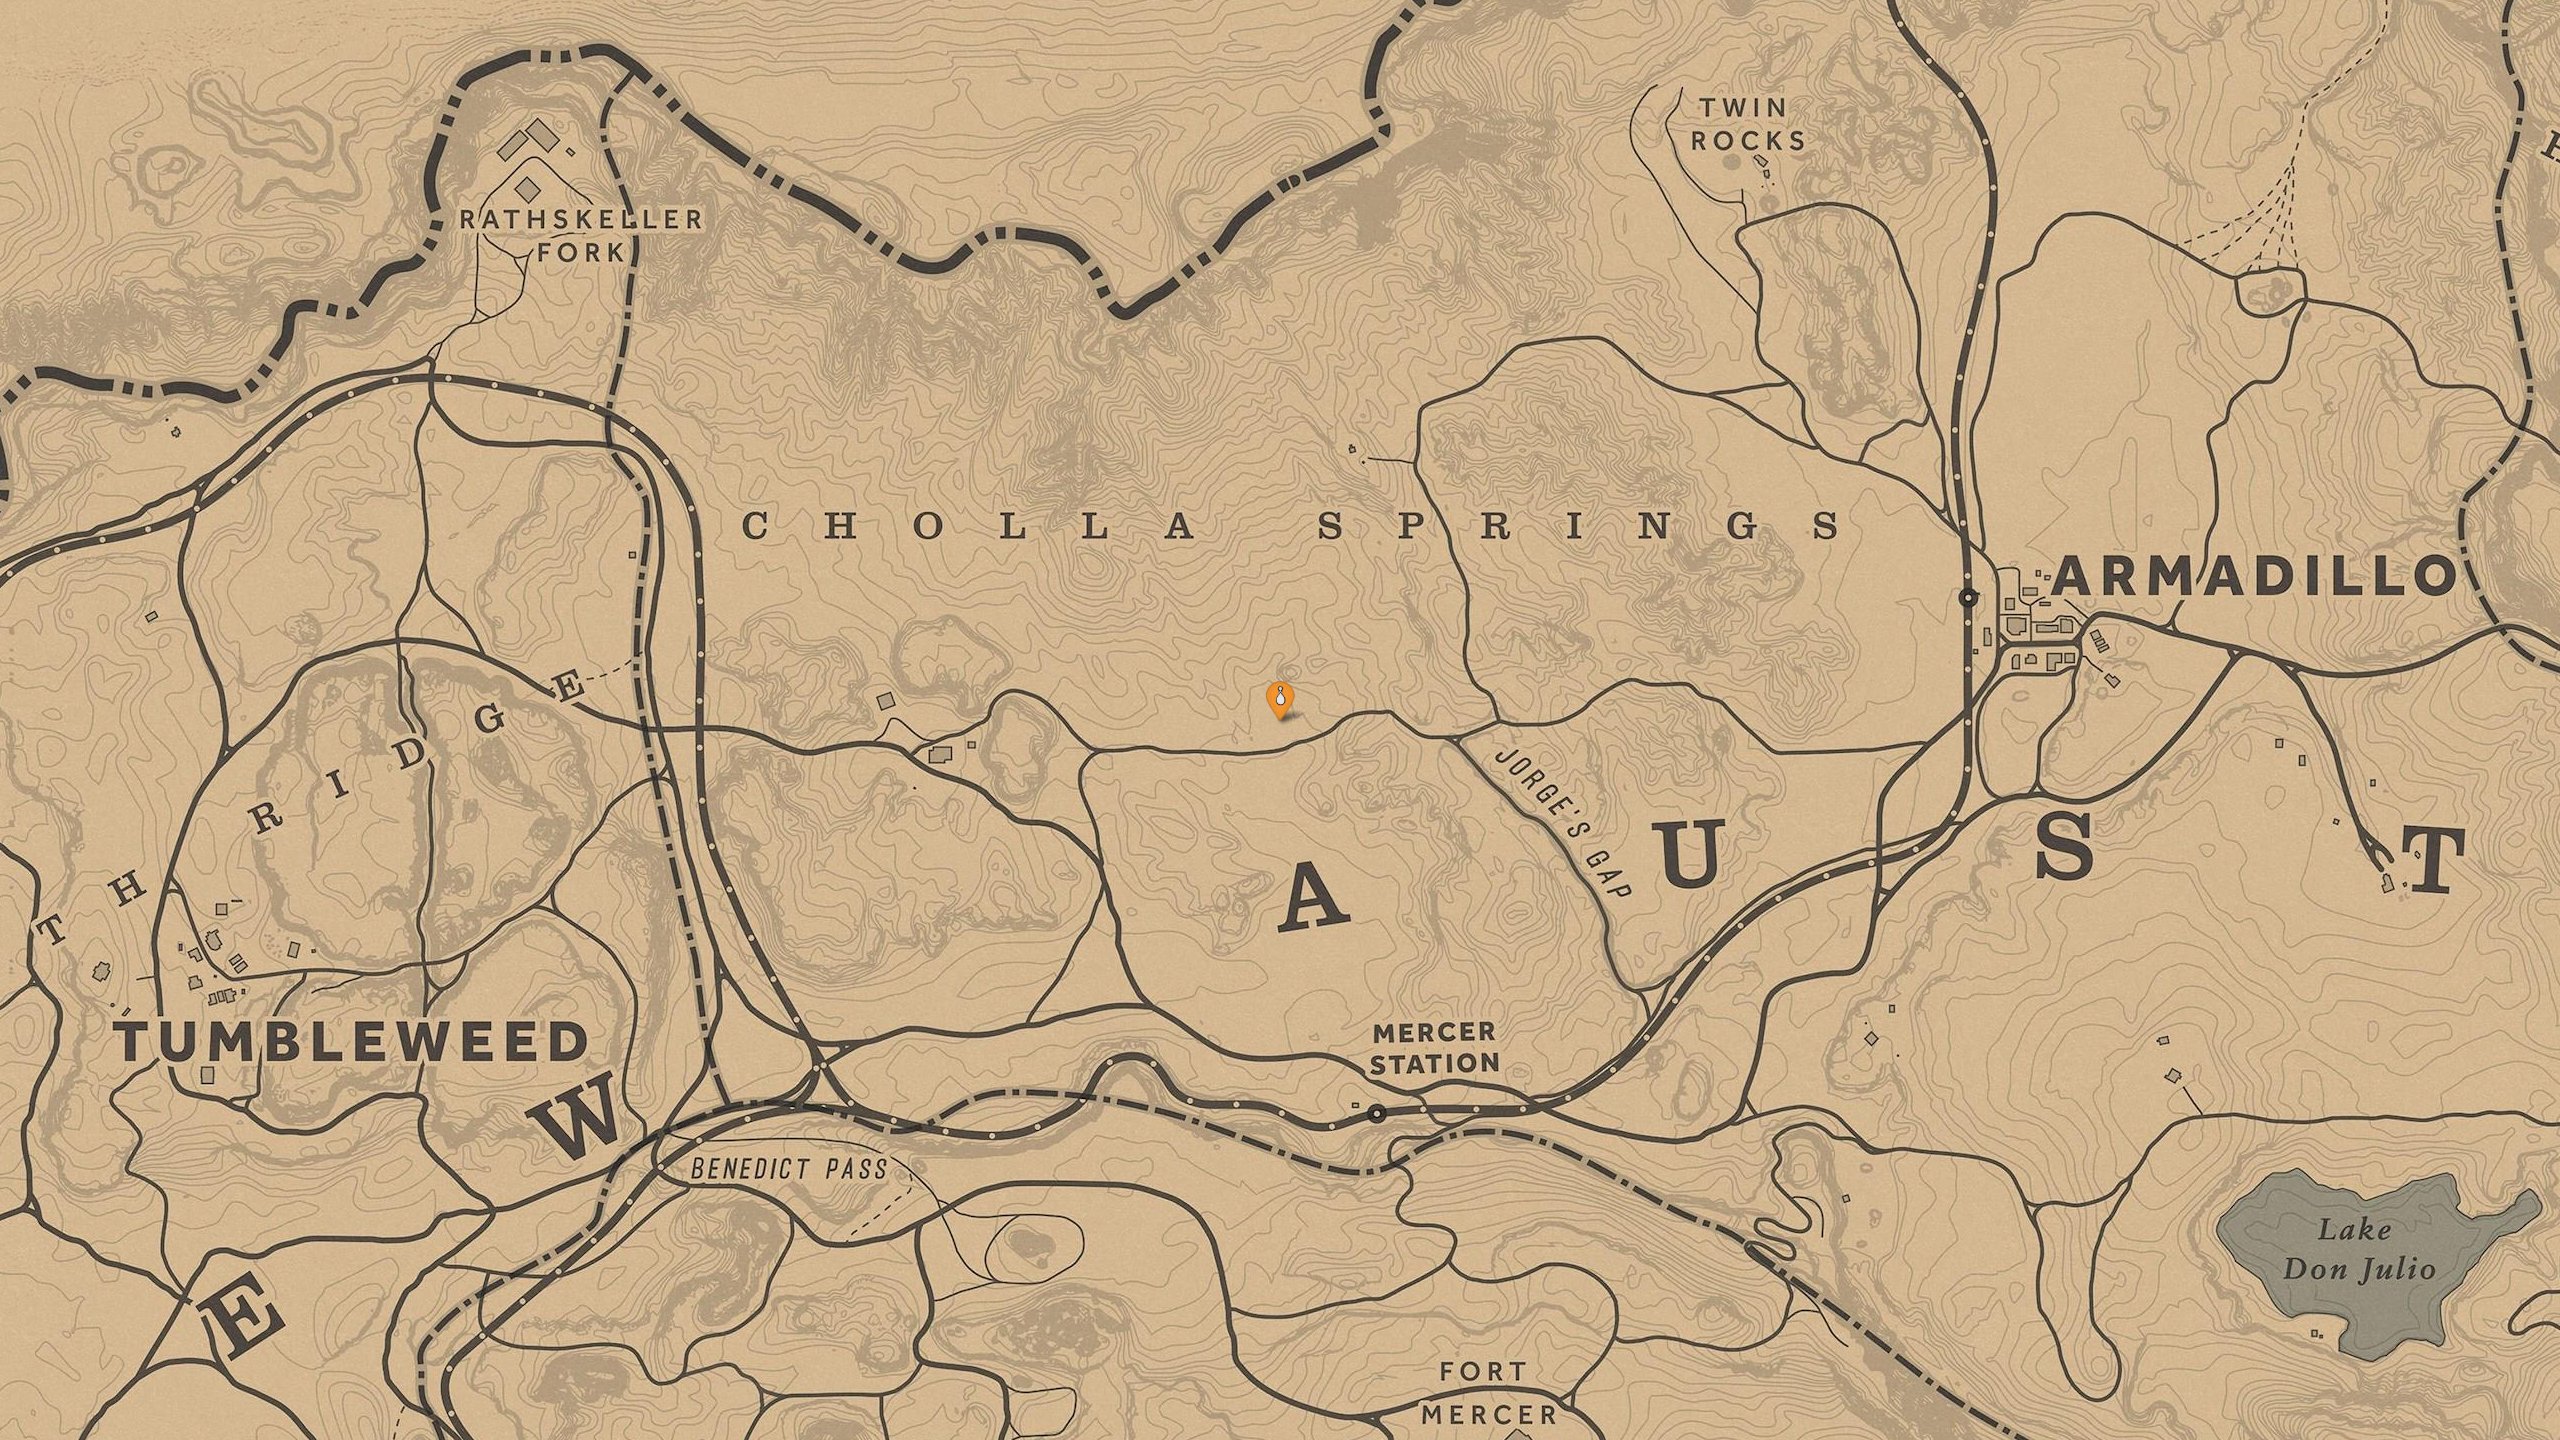 TWIN
ROCKS
RATHSKELLER
FORK
CHOLLA SPRINGS
ARMADILLO
TH RIDGE
JORGE'S GAP
W E A U S T
MERCER
STATION
TUMBLEWEED
BENEDICT PASS
Lake
Don Julio
FORT
MERCER